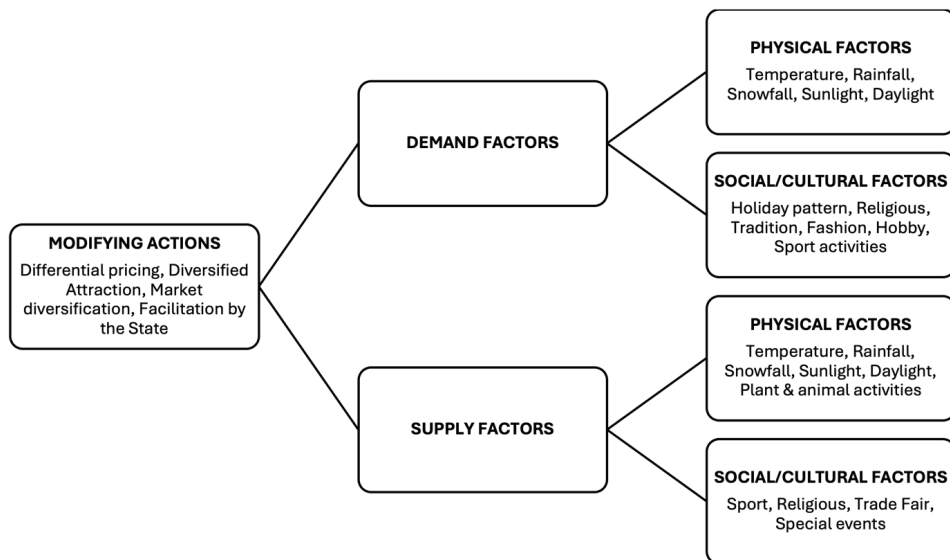 MODIFYING ACTIONS
Differential pricing, Diversified
Attraction, Market
diversification, Facilitation by
the State
DEMAND FACTORS
PHYSICAL FACTORS
Temperature, Rainfall,
Snowfall, Sunlight, Daylight
SOCIAL/CULTURAL FACTORS
Holiday pattern, Religious,
Tradition, Fashion, Hobby,
Sport activities
SUPPLY FACTORS
PHYSICAL FACTORS
Temperature, Rainfall,
Snowfall, Sunlight, Daylight,
Plant & animal activities
SOCIAL/CULTURAL FACTORS
Sport, Religious, Trade Fair,
Special events